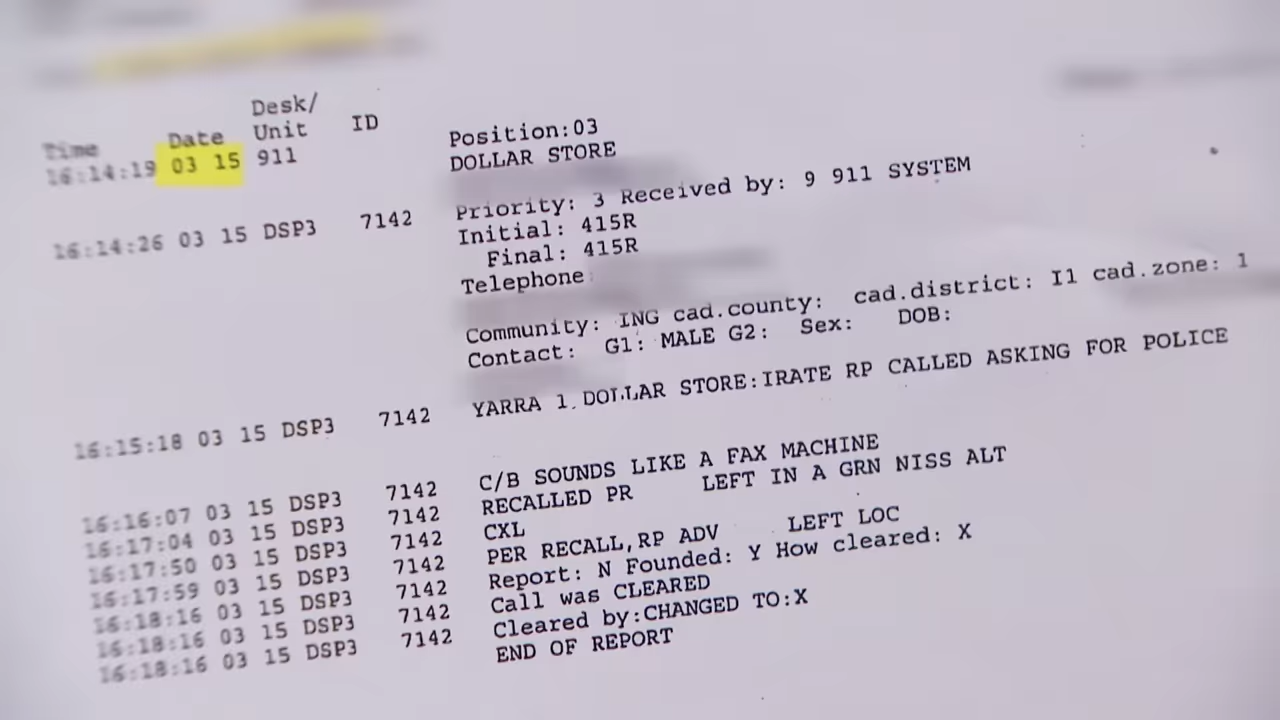 Desk/
Time Date Unit ID Position:03
16:14:19 03 15 911 DOLLAR STORE
Priority: 3 Received by: 9 911 SYSTEM
16:14:26 03 15 DSP3 7142 Initial: 415R
Final: 415R
Telephone
Community: ING cad.county: cad.district: I1 cad.zone: 1
Contact: G1: MALE G2: Sex: DOB:
16:15:18 03 15 DSP3 7142 YARRA 1. DOLLAR STORE:IRATE RP CALLED ASKING FOR POLICE
16:16:07 03 15 DSP3 7142 C/B SOUNDS LIKE A FAX MACHINE
16:17:04 03 15 DSP3 7142 RECALLED PR LEFT IN A GRN NISS ALT
16:17:50 03 15 DSP3 7142 CXL
16:17:59 03 15 DSP3 7142 PER RECALL,RP ADV LEFT LOC
16:18:16 03 15 DSP3 7142 Report: N Founded: Y How cleared: X
16:18:16 03 15 DSP3 7142 Call was CLEARED
16:18:16 03 15 DSP3 7142 Cleared by:CHANGED TO:X
END OF REPORT